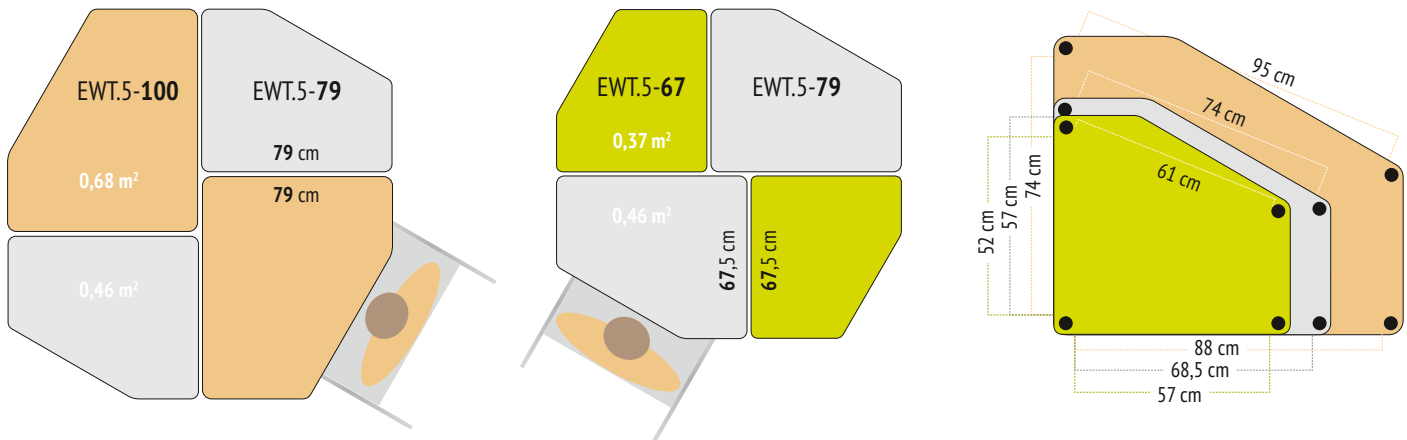 EWT.5-100
EWT.5-79
79 cm
0,68 m²
79 cm
0,46 m²
EWT.5-67
EWT.5-79
0,37 m²
0,46 m²
67,5 cm
67,5 cm
95 cm
74 cm
61 cm
52 cm
57 cm
74 cm
88 cm
68,5 cm
57 cm